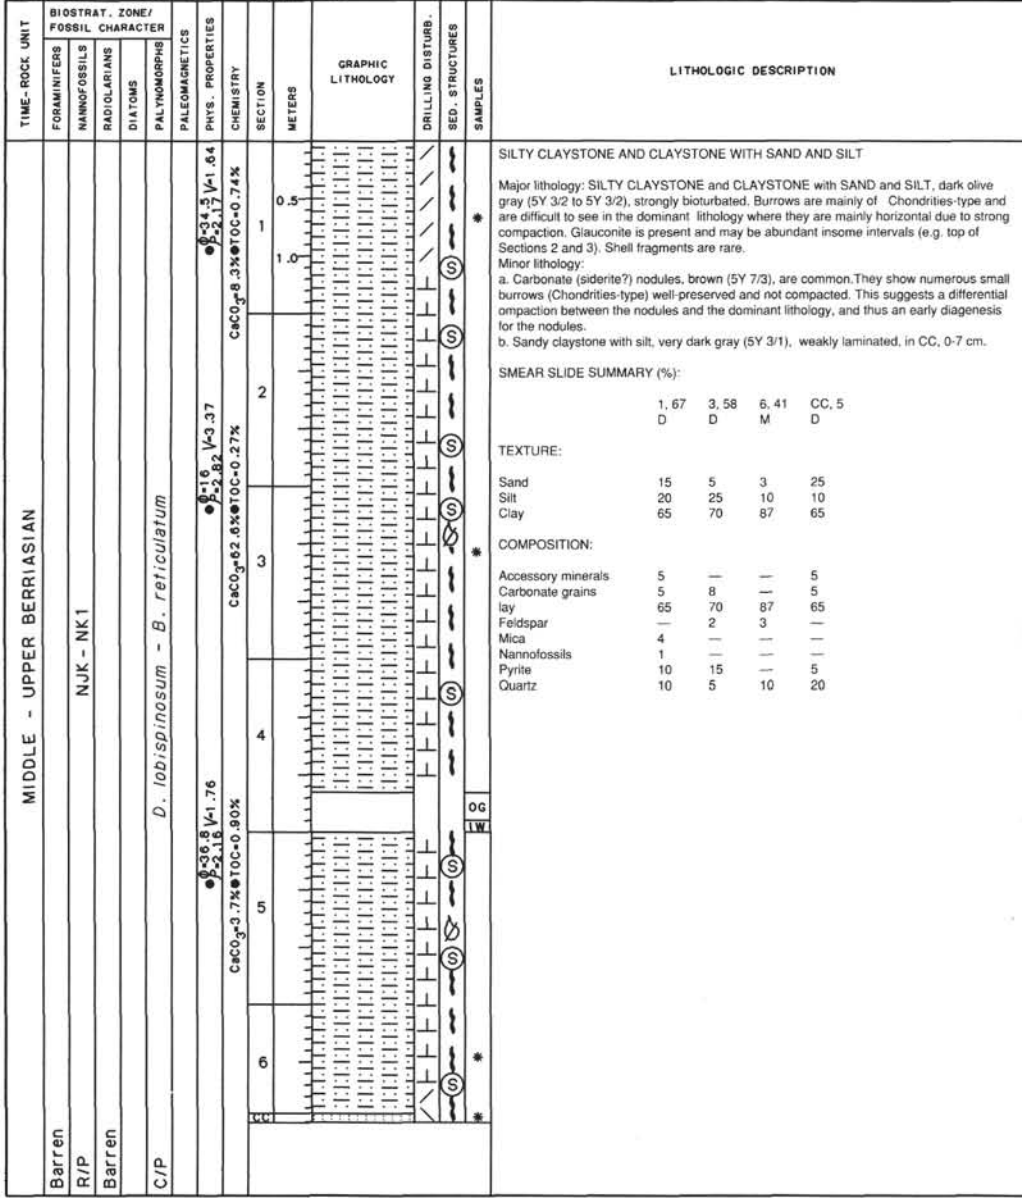 TIME-ROCK UNIT
BIOSTRAT. ZONE/
FOSSIL CHARACTER
FORAMINIFERS
NANNOFOSSILS
RADIOLARIANS
DIATOMS
PALYNOMORPHS
PALEOMAGNETICS
PHYS. PROPERTIES
CHEMISTRY
SECTION
METERS
GRAPHIC
LITHOLOGY
DRILLING DISTURB.
SED. STRUCTURES
SAMPLES
LITHOLOGIC DESCRIPTION
MIDDLE - UPPER BERRIASIAN
Barren
R/P
NJK - NK1
Barren
C/P
D. lobispinosum - B. reticulatum
●Φ=34.5 V=1.64
ρ=2.17
●Φ=16 V=3.37
ρ=2.82
●Φ=36.8 V=1.76
ρ=2.16
CaCO3=8.3%●TOC=0.74%
CaCO3=62.6%●TOC=0.27%
CaCO3=3.7%●TOC=0.90%
1
2
3
4
5
6
CC
0.5
1.0
S
S
S
S
S
S
S
S
*
*
OG
IW
*
*
SILTY CLAYSTONE AND CLAYSTONE WITH SAND AND SILT
Major lithology: SILTY CLAYSTONE and CLAYSTONE with SAND and SILT, dark olive
gray (5Y 3/2 to 5Y 3/2), strongly bioturbated. Burrows are mainly of Chondrities-type and
are difficult to see in the dominant lithology where they are mainly horizontal due to strong
compaction. Glauconite is present and may be abundant insome intervals (e.g. top of
Sections 2 and 3). Shell fragments are rare.
Minor lithology:
a. Carbonate (siderite?) nodules, brown (5Y 7/3), are common.They show numerous small
burrows (Chondrities-type) well-preserved and not compacted. This suggests a differential
ompaction between the nodules and the dominant lithology, and thus an early diagenesis
for the nodules.
b. Sandy claystone with silt, very dark gray (5Y 3/1), weakly laminated, in CC, 0-7 cm.
SMEAR SLIDE SUMMARY (%):
1, 67 3, 58 6, 41 CC, 5
D D M D
TEXTURE:
Sand 15 5 3 25
Silt 20 25 10 10
Clay 65 70 87 65
COMPOSITION:
Accessory minerals 5 — — 5
Carbonate grains 5 8 — 5
lay 65 70 87 65
Feldspar — 2 3 —
Mica 4 — — —
Nannofossils 1 — — —
Pyrite 10 15 — 5
Quartz 10 5 10 20